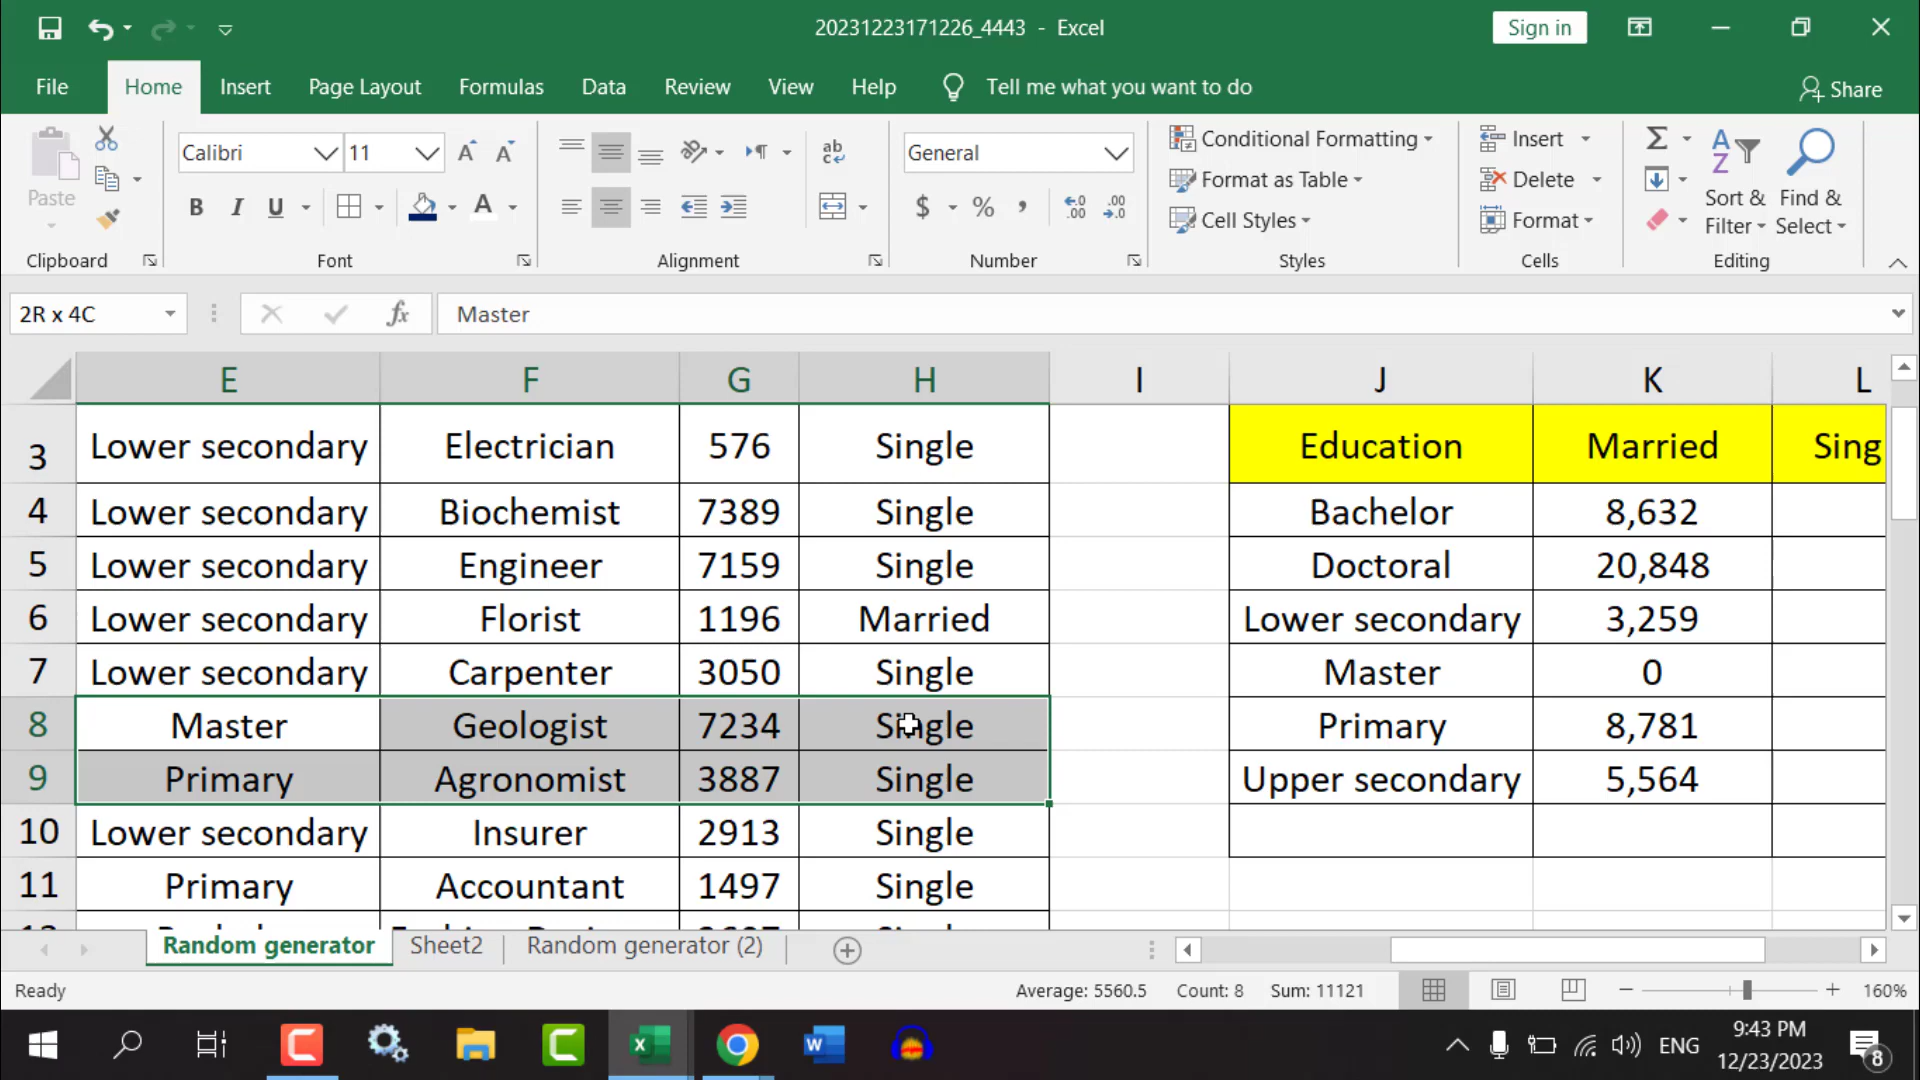 20231223171226_4443 - Excel
Sign in
File Home Insert Page Layout Formulas Data Review View Help Tell me what you want to do Share
Paste
Calibri 11
General
Conditional Formatting
Format as Table
Cell Styles
Insert
Delete
Format
Sort & Filter
Find & Select
Clipboard Font Alignment Number Styles Cells Editing
2R x 4C fx Master
E F G H I J K L
3 Lower secondary Electrician 576 Single Education Married Sing
4 Lower secondary Biochemist 7389 Single Bachelor 8,632
5 Lower secondary Engineer 7159 Single Doctoral 20,848
6 Lower secondary Florist 1196 Married Lower secondary 3,259
7 Lower secondary Carpenter 3050 Single Master 0
8 Master Geologist 7234 Single Primary 8,781
9 Primary Agronomist 3887 Single Upper secondary 5,564
10 Lower secondary Insurer 2913 Single
11 Primary Accountant 1497 Single
Random generator Sheet2 Random generator (2)
Ready Average: 5560.5 Count: 8 Sum: 11121 160%
ENG 9:43 PM
12/23/2023 8